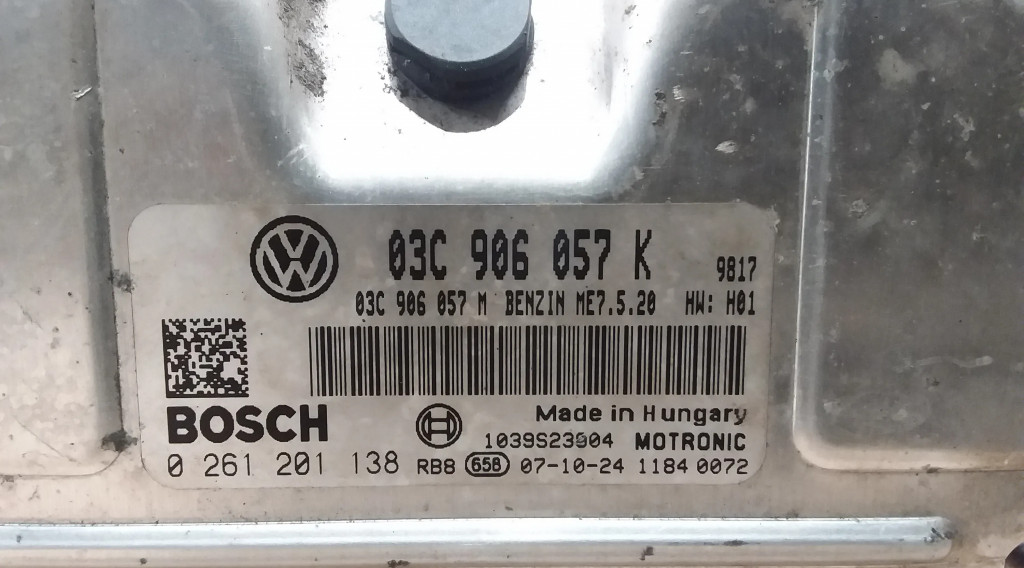 03C 906 057 K
9817
03C 906 057 M BENZIN ME7.5.20 HW: H01
BOSCH
Made in Hungary
1039S23904 MOTRONIC
0 261 201 138 RB8 658 07-10-24 1184 0072